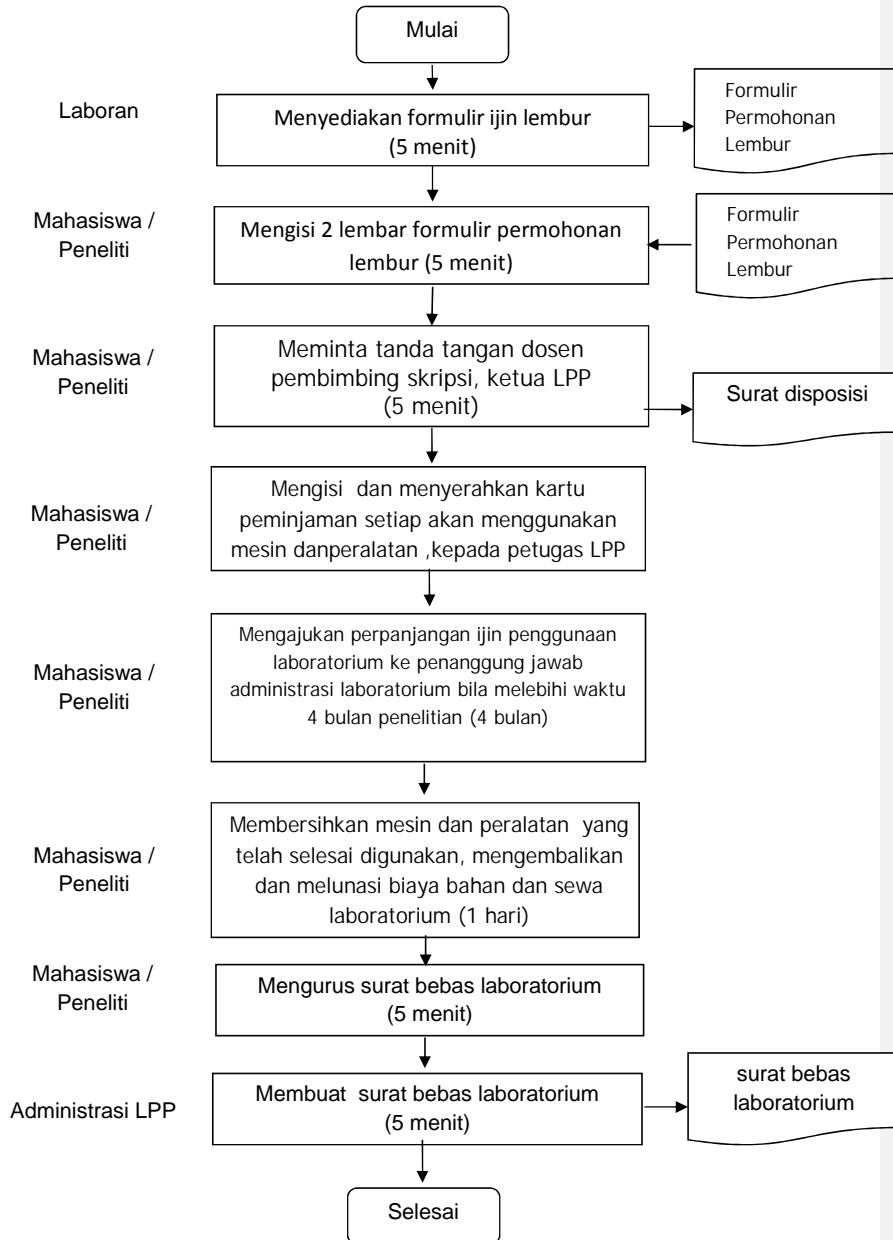 Mulai
Laboran
Menyediakan formulir ijin lembur
(5 menit)
Formulir
Permohonan
Lembur
Mahasiswa /
Peneliti
Mengisi 2 lembar formulir permohonan
lembur (5 menit)
Formulir
Permohonan
Lembur
Mahasiswa /
Peneliti
Meminta tanda tangan dosen
pembimbing skripsi, ketua LPP
(5 menit)
Surat disposisi
Mahasiswa /
Peneliti
Mengisi dan menyerahkan kartu
peminjaman setiap akan menggunakan
mesin danperalatan ,kepada petugas LPP
Mahasiswa /
Peneliti
Mengajukan perpanjangan ijin penggunaan
laboratorium ke penanggung jawab
administrasi laboratorium bila melebihi waktu
4 bulan penelitian (4 bulan)
Mahasiswa /
Peneliti
Membersihkan mesin dan peralatan yang
telah selesai digunakan, mengembalikan
dan melunasi biaya bahan dan sewa
laboratorium (1 hari)
Mahasiswa /
Peneliti
Mengurus surat bebas laboratorium
(5 menit)
Administrasi LPP
Membuat surat bebas laboratorium
(5 menit)
surat bebas
laboratorium
Selesai